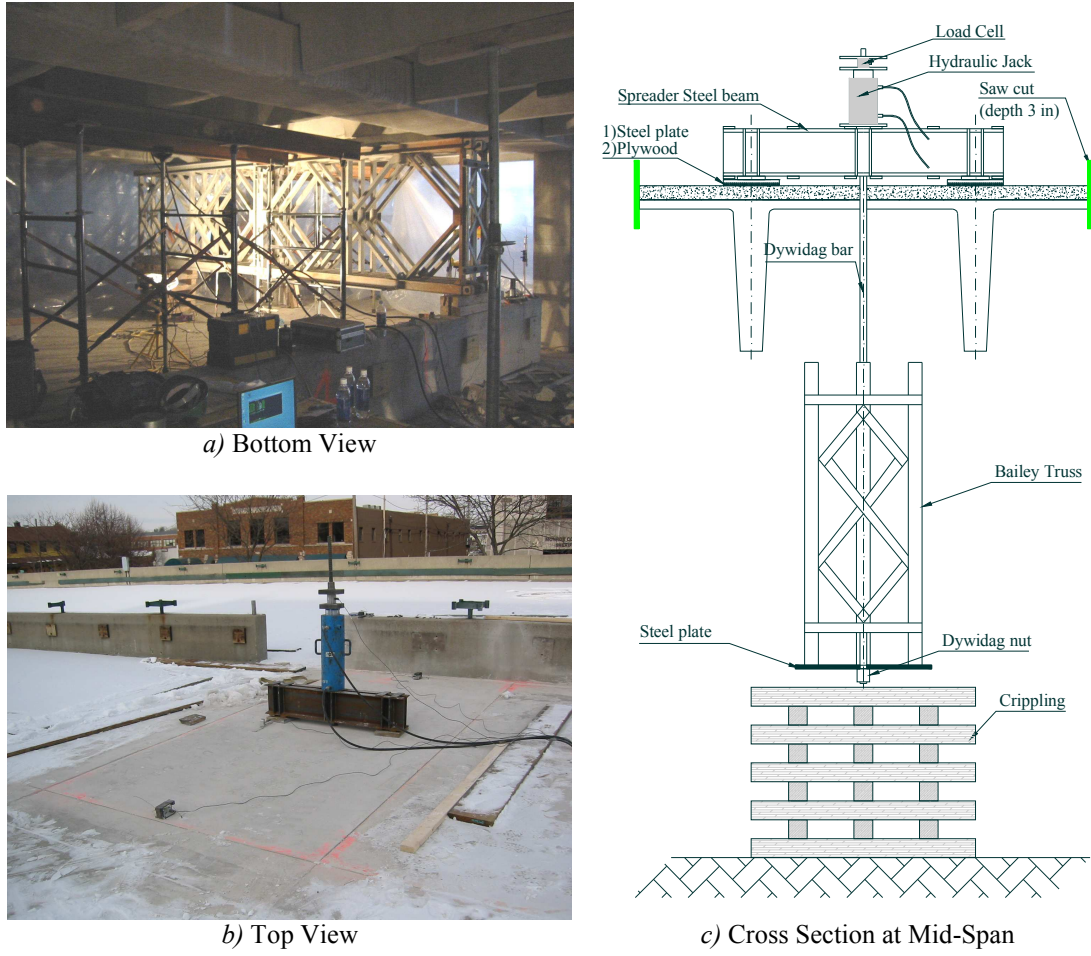 Load Cell
Hydraulic Jack
Spreader Steel beam
Saw cut
(depth 3 in)
1)Steel plate
2)Plywood
Dywidag bar
Bailey Truss
Steel plate
Dywidag nut
Crippling
a) Bottom View
b) Top View
c) Cross Section at Mid-Span